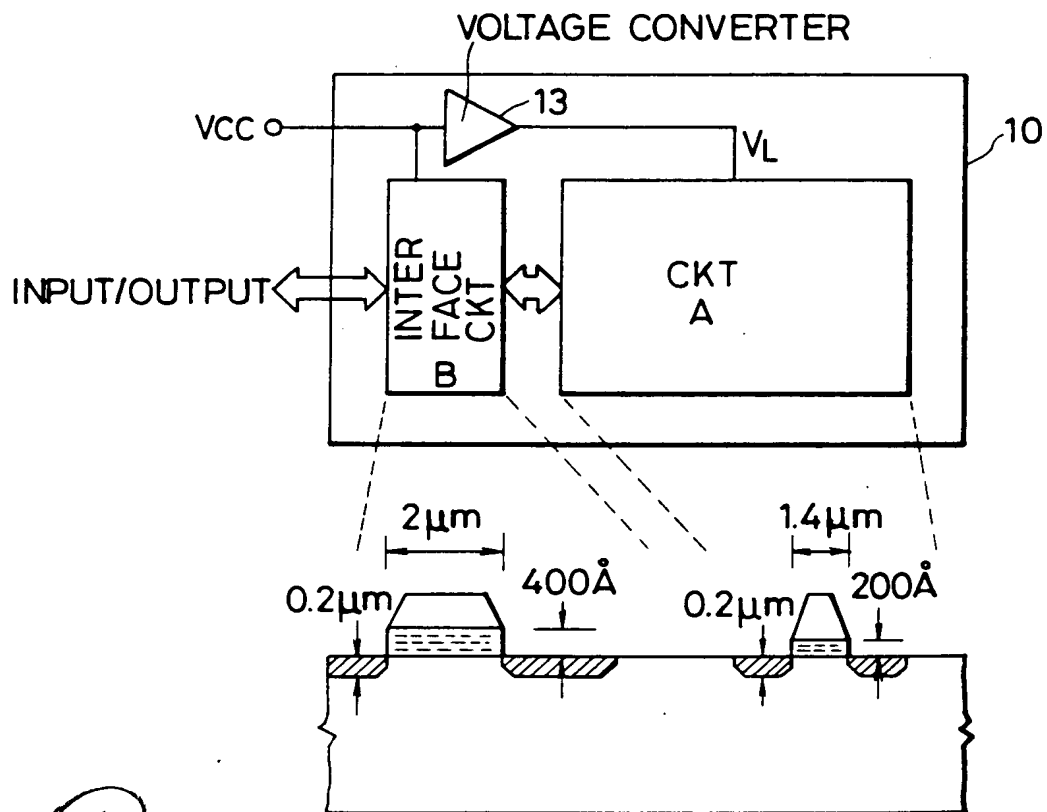 VOLTAGE CONVERTER
13
VCC
VL
10
INTER
FACE
CKT
B
CKT
A
INPUT/OUTPUT
2μm
1.4μm
0.2μm
400Å
0.2μm
200Å